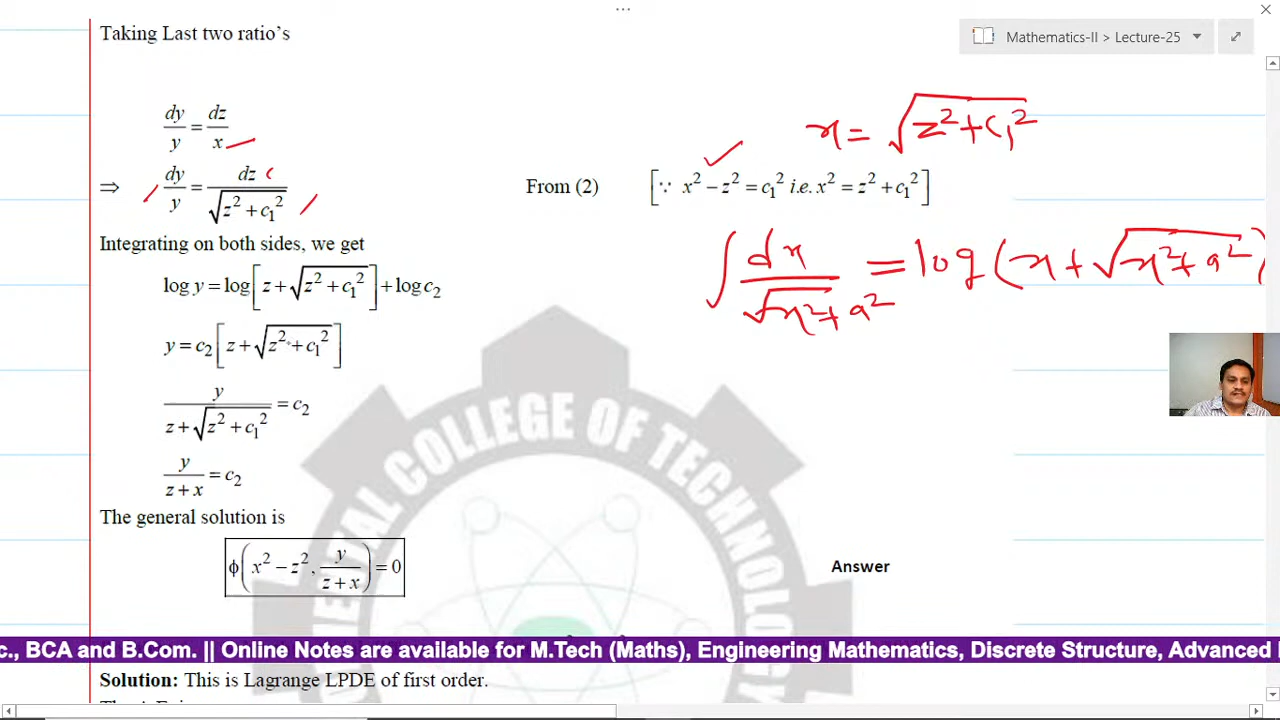 Mathematics-II > Lecture-25
Taking Last two ratio's
dy/y = dz/x
x = √(z² + c₁²)
⇒ dy/y = dz/√(z² + c₁²) From (2) [∵ x² − z² = c₁² i.e. x² = z² + c₁²]
Integrating on both sides, we get
∫ dx/√(x² + a²) = log(x + √(x² + a²))
log y = log[z + √(z² + c₁²)] + log c₂
y = c₂[z + √(z² + c₁²)]
y/(z + √(z² + c₁²)) = c₂
y/(z + x) = c₂
The general solution is
ϕ(x² − z², y/(z + x)) = 0 Answer
c., BCA and B.Com. || Online Notes are available for M.Tech (Maths), Engineering Mathematics, Discrete Structure, Advanced
Solution: This is Lagrange LPDE of first order.
COLLEGE OF TECHNOLOGY